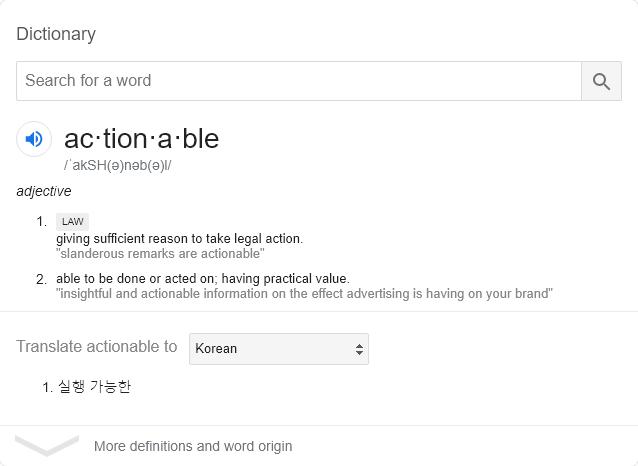 Dictionary
Search for a word
ac·tion·a·ble
/ˈakSH(ə)nəb(ə)l/
adjective
1. LAW
giving sufficient reason to take legal action.
"slanderous remarks are actionable"
2. able to be done or acted on; having practical value.
"insightful and actionable information on the effect advertising is having on your brand"
Translate actionable to Korean
1. 실행 가능한
More definitions and word origin